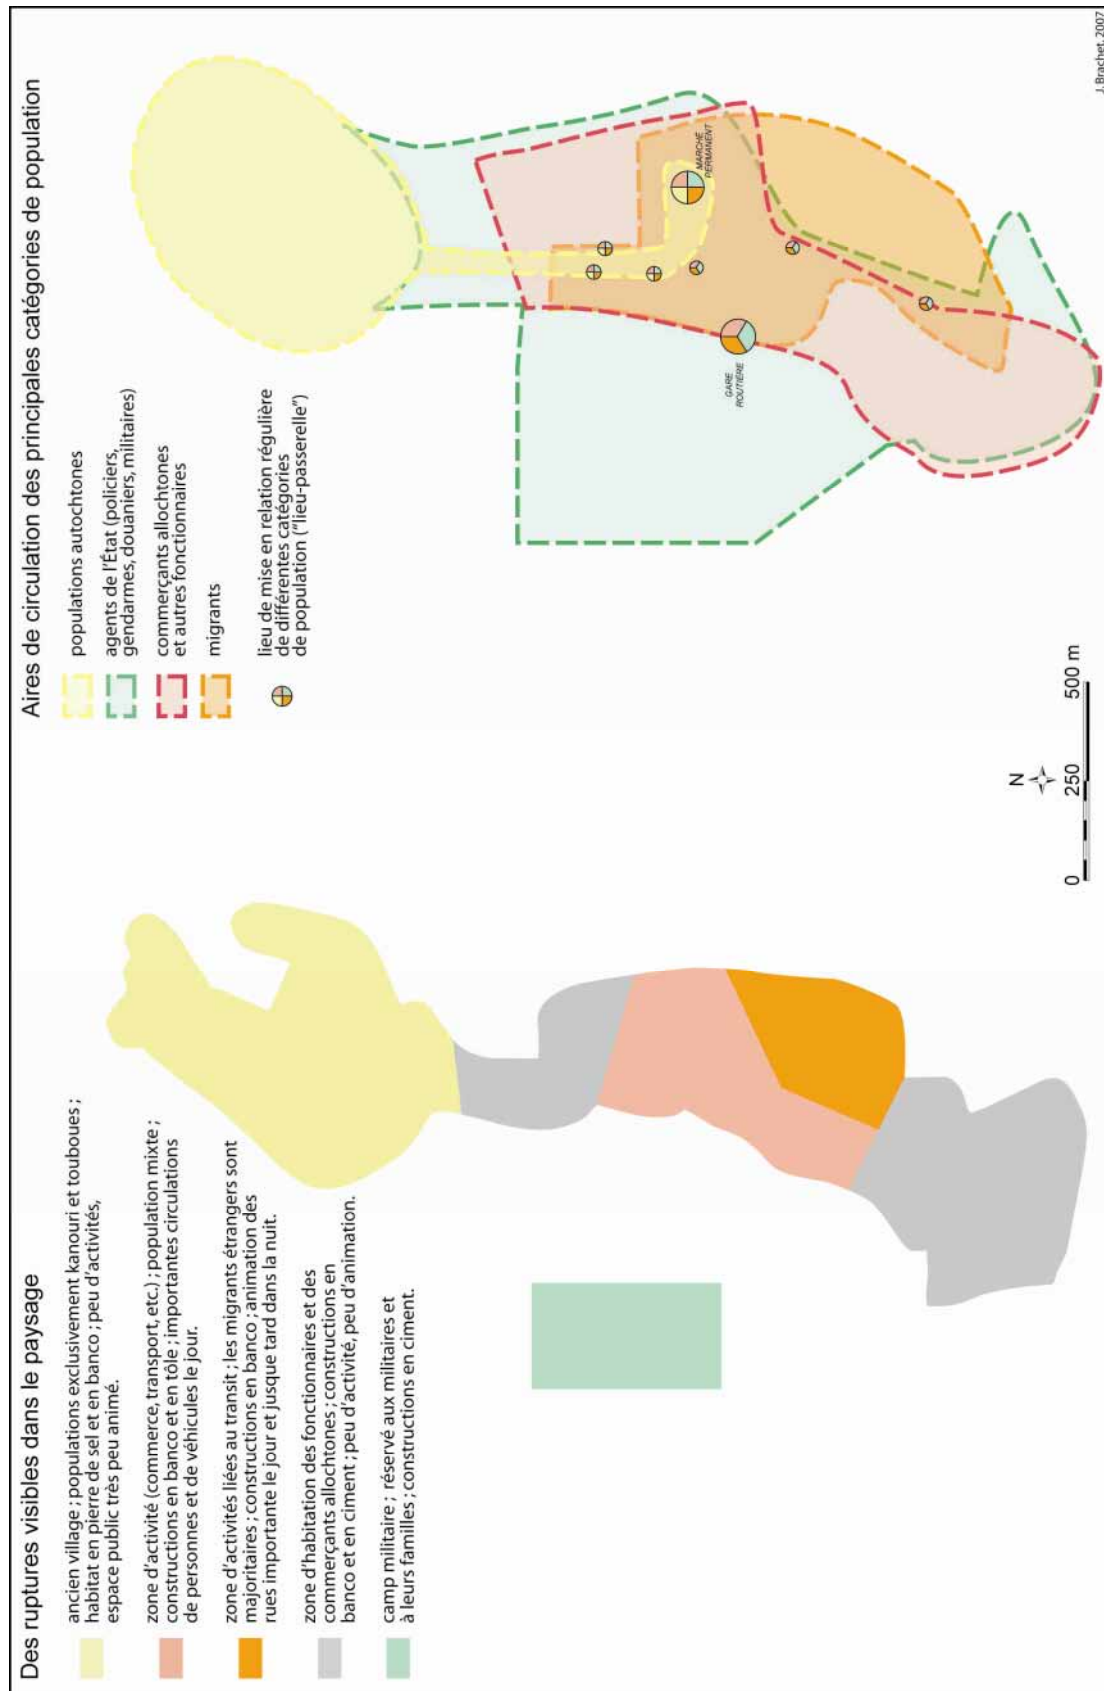 Des ruptures visibles dans le paysage
ancien village ; populations exclusivement kanouri et touboues ;
habitat en pierre de sel et en banco ; peu d'activités,
espace public très peu animé.
zone d'activité (commerce, transport, etc.) ; population mixte ;
constructions en banco et en tôle ; importantes circulations
de personnes et de véhicules le jour.
zone d'activités liées au transit ; les migrants étrangers sont
majoritaires ; constructions en banco ; animation des
rues importante le jour et jusque tard dans la nuit.
zone d'habitation des fonctionnaires et des
commerçants allochtones ; constructions en
banco et en ciment ; peu d'activité, peu d'animation.
camp militaire ; réservé aux militaires et
à leurs familles ; constructions en ciment.
Aires de circulation des principales catégories de population
populations autochtones
agents de l'État (policiers,
gendarmes, douaniers, militaires)
commerçants allochtones
et autres fonctionnaires
migrants
lieu de mise en relation régulière
de différentes catégories
de population ("lieu-passerelle")
MARCHÉ
PERMANENT
GARE
ROUTIÈRE
N
0 250 500 m
J. Brachet, 2007